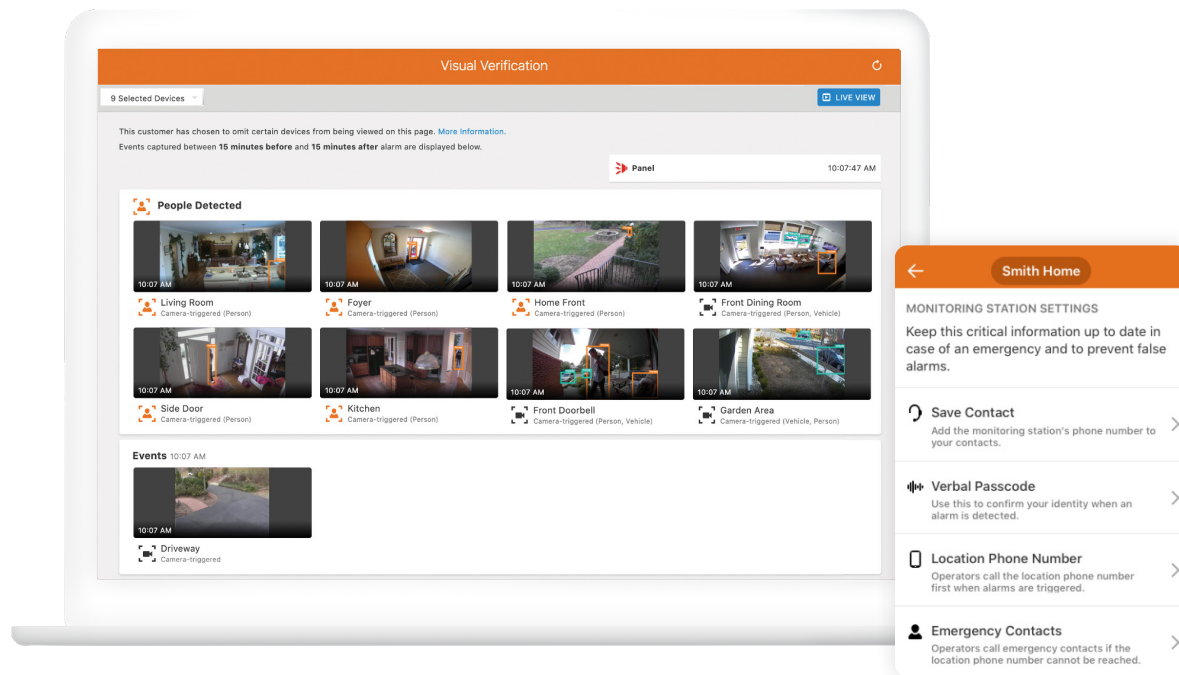 Visual Verification
9 Selected Devices
LIVE VIEW
This customer has chosen to omit certain devices from being viewed on this page. More Information.
Events captured between 15 minutes before and 15 minutes after alarm are displayed below.
Panel 10:07:47 AM
People Detected
10:07 AM 10:07 AM 10:07 AM 10:07 AM
Living Room Foyer Home Front Front Dining Room
Camera-triggered (Person) Camera-triggered (Person) Camera-triggered (Person) Camera-triggered (Person, Vehicle)
10:07 AM 10:07 AM 10:07 AM 10:07 AM
Side Door Kitchen Front Doorbell Garden Area
Camera-triggered (Person) Camera-triggered (Person) Camera-triggered (Person, Vehicle) Camera-triggered (Vehicle, Person)
Events 10:07 AM
10:07 AM
Driveway
Camera-triggered
Smith Home
MONITORING STATION SETTINGS
Keep this critical information up to date in
case of an emergency and to prevent false
alarms.
Save Contact
Add the monitoring station's phone number to
your contacts.
Verbal Passcode
Use this to confirm your identity when an
alarm is detected.
Location Phone Number
Operators call the location phone number
first when alarms are triggered.
Emergency Contacts
Operators call emergency contacts if the
location phone number cannot be reached.